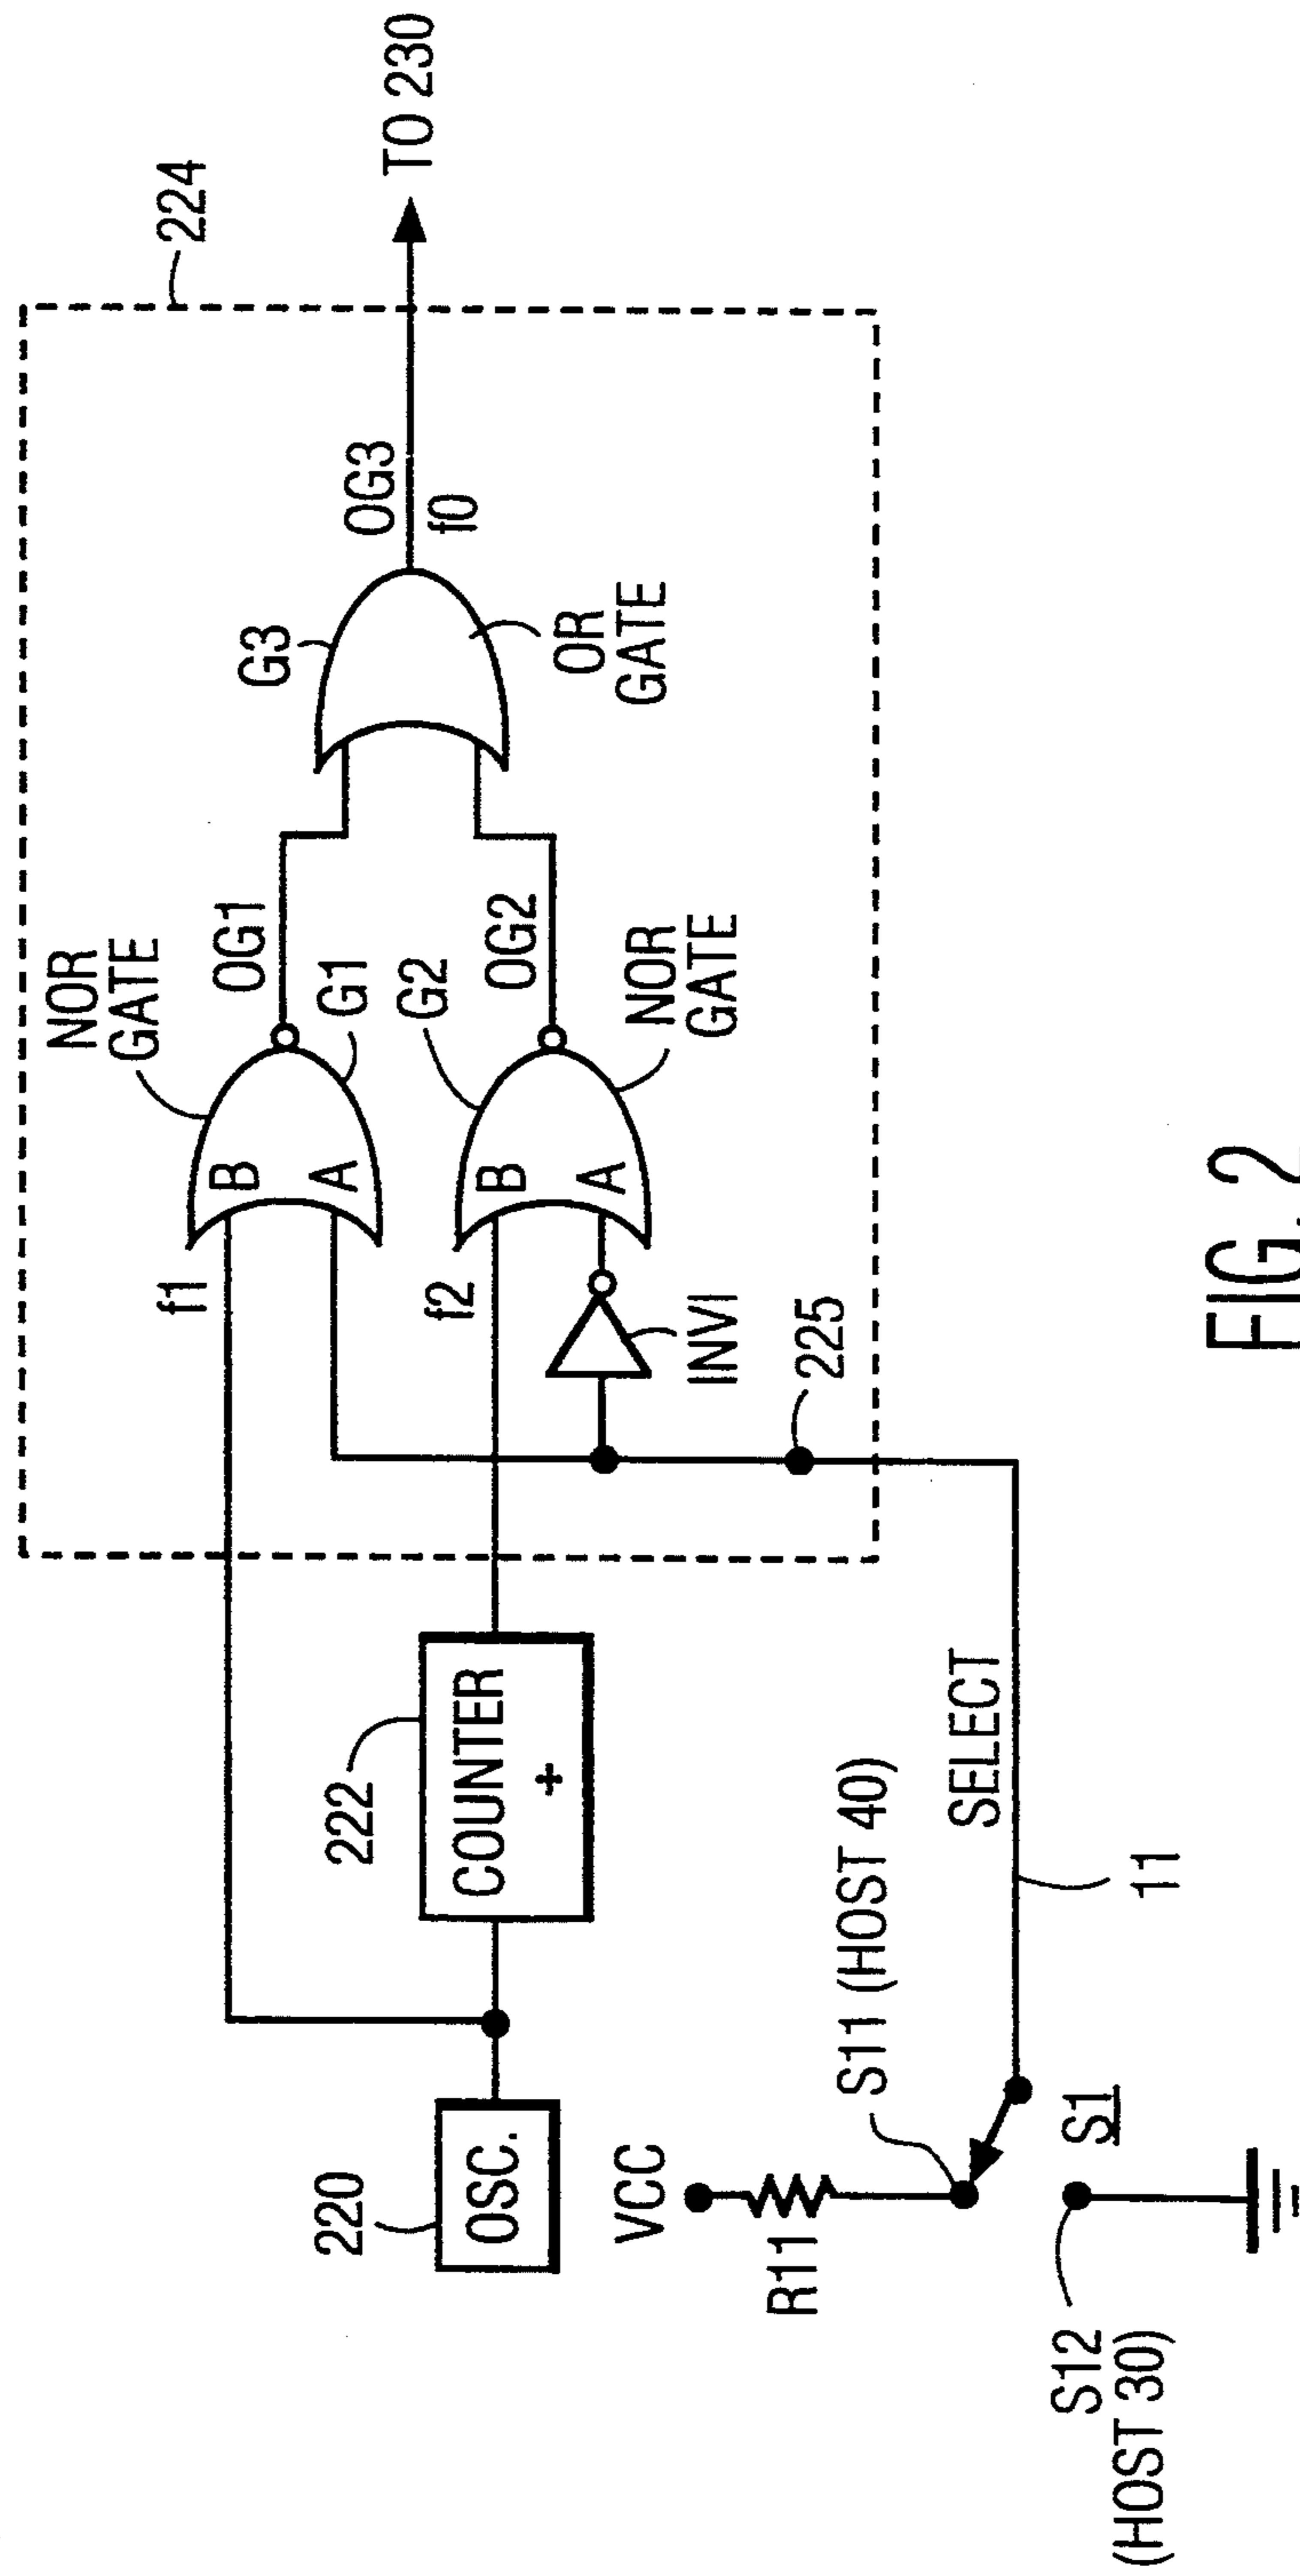 224
TO 230
NOR
GATE
OG1
G1
G3
OG3
f0
OR
GATE
f1
B
A
G2
OG2
NOR
GATE
f2
B
A
INVI
225
222
COUNTER
÷
220
OSC.
VCC
R11
S11 (HOST 40)
SELECT
11
S1
S12
(HOST 30)
FIG. 2